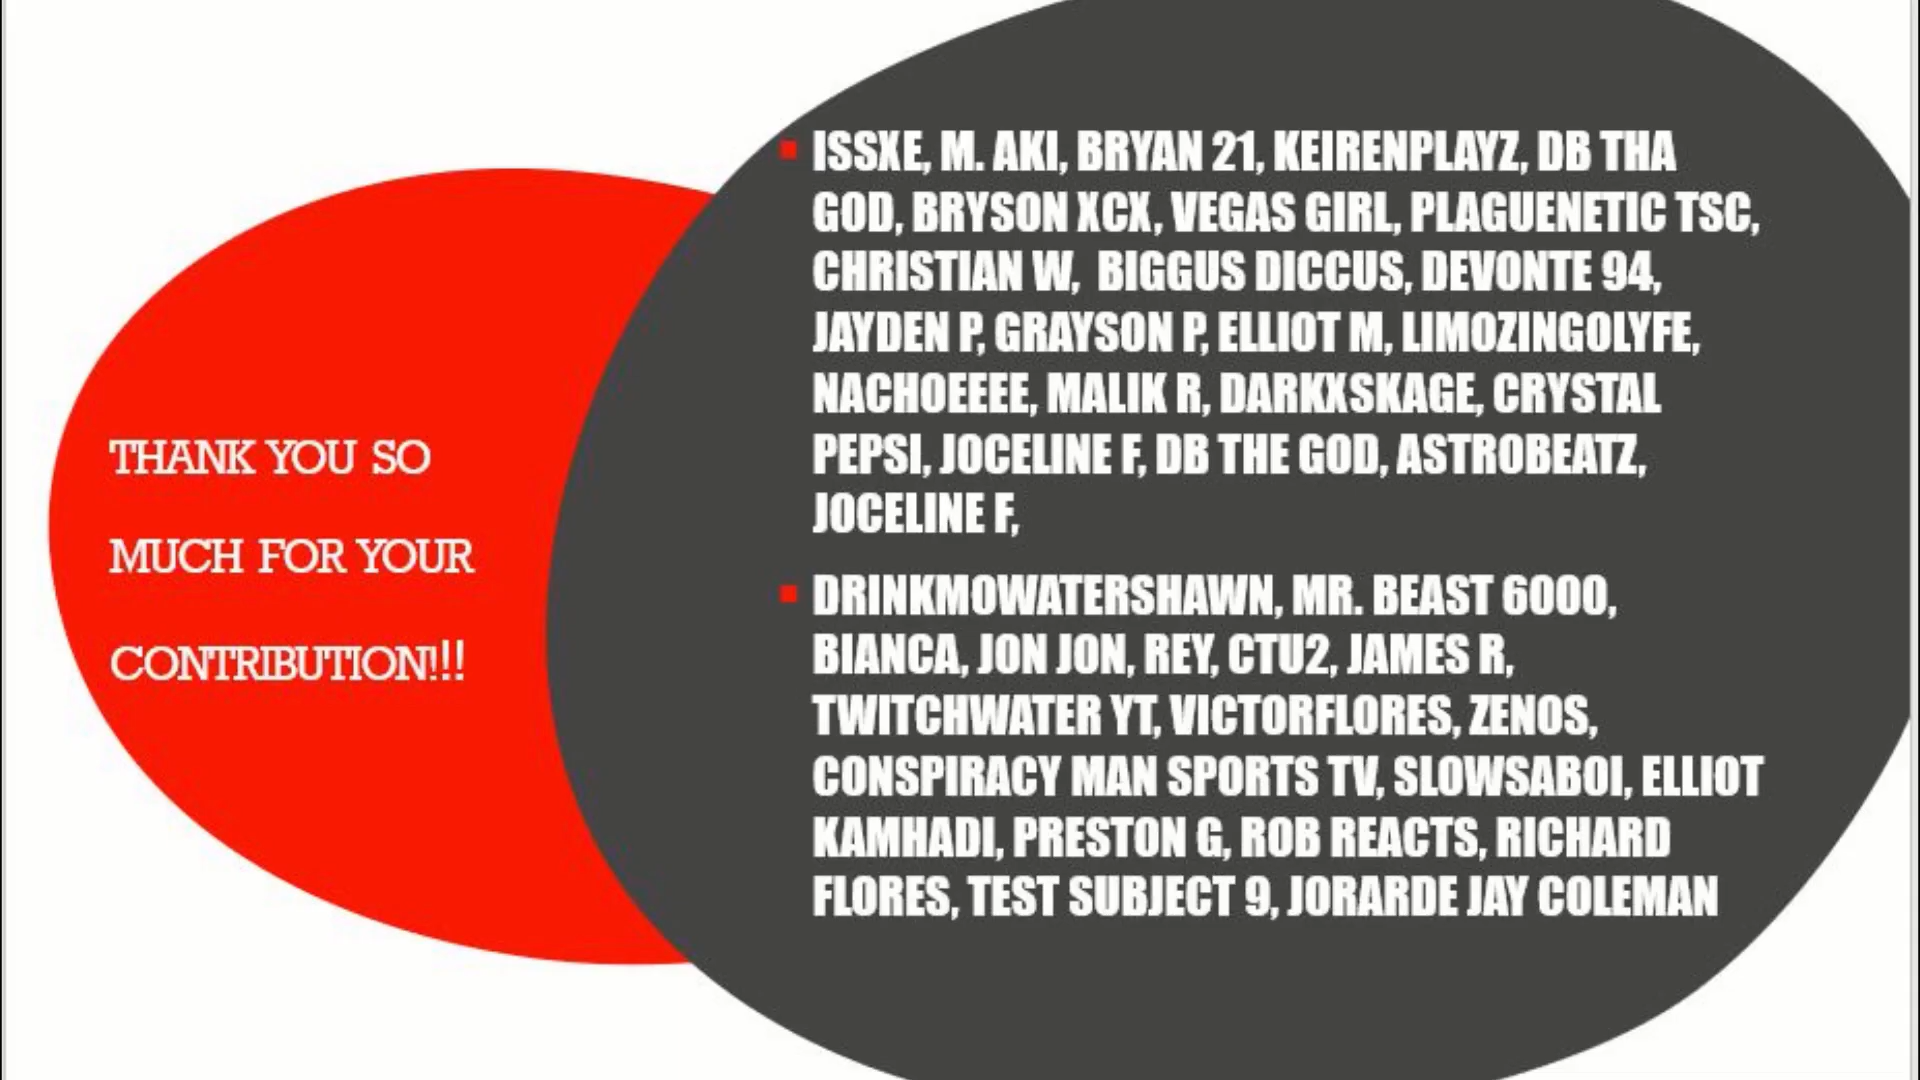 THANK YOU SO
MUCH FOR YOUR
CONTRIBUTION!!!
ISSXE, M. AKI, BRYAN 21, KEIRENPLAYZ, DB THA
GOD, BRYSON XCX, VEGAS GIRL, PLAGUENETIC TSC,
CHRISTIAN W, BIGGUS DICCUS, DEVONTE 94,
JAYDEN P, GRAYSON P, ELLIOT M, LIMOZINGOLYFE,
NACHOEEEE, MALIK R, DARKXSKAGE, CRYSTAL
PEPSI, JOCELINE F, DB THE GOD, ASTROBEATZ,
JOCELINE F,
DRINKMOWATERSHAWN, MR. BEAST 6000,
BIANCA, JON JON, REY, CTU2, JAMES R,
TWITCHWATER YT, VICTORFLORES, ZENOS,
CONSPIRACY MAN SPORTS TV, SLOWSABOI, ELLIOT
KAMHADI, PRESTON G, ROB REACTS, RICHARD
FLORES, TEST SUBJECT 9, JORARDE JAY COLEMAN